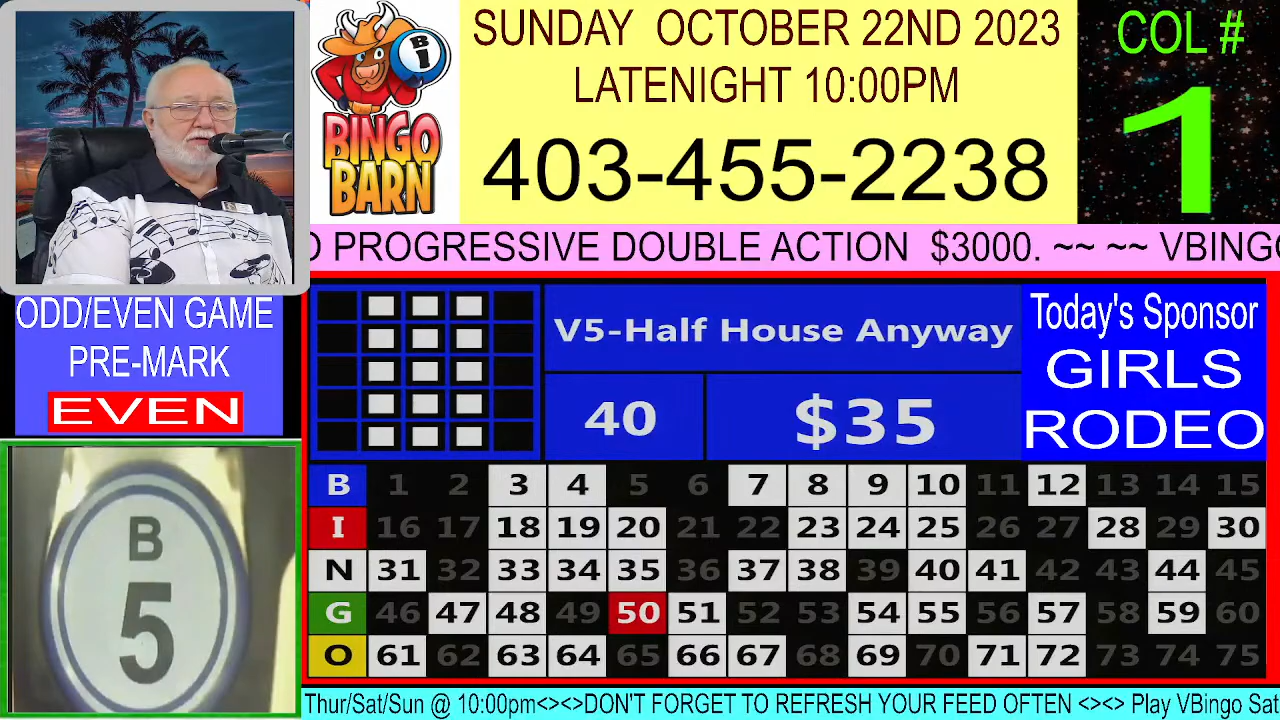 B
1
BINGO
BARN
SUNDAY OCTOBER 22ND 2023
LATENIGHT 10:00PM
403-455-2238
COL #
1
PROGRESSIVE DOUBLE ACTION $3000. ~~ ~~ VBINGO
ODD/EVEN GAME
PRE-MARK
EVEN
V5-Half House Anyway
40 $35
Today's Sponsor
GIRLS
RODEO
B 5
B 1 2 3 4 5 6 7 8 9 10 11 12 13 14 15
I 16 17 18 19 20 21 22 23 24 25 26 27 28 29 30
N 31 32 33 34 35 36 37 38 39 40 41 42 43 44 45
G 46 47 48 49 50 51 52 53 54 55 56 57 58 59 60
O 61 62 63 64 65 66 67 68 69 70 71 72 73 74 75
Thur/Sat/Sun @ 10:00pm<><>DON'T FORGET TO REFRESH YOUR FEED OFTEN <><> Play VBingo Sat